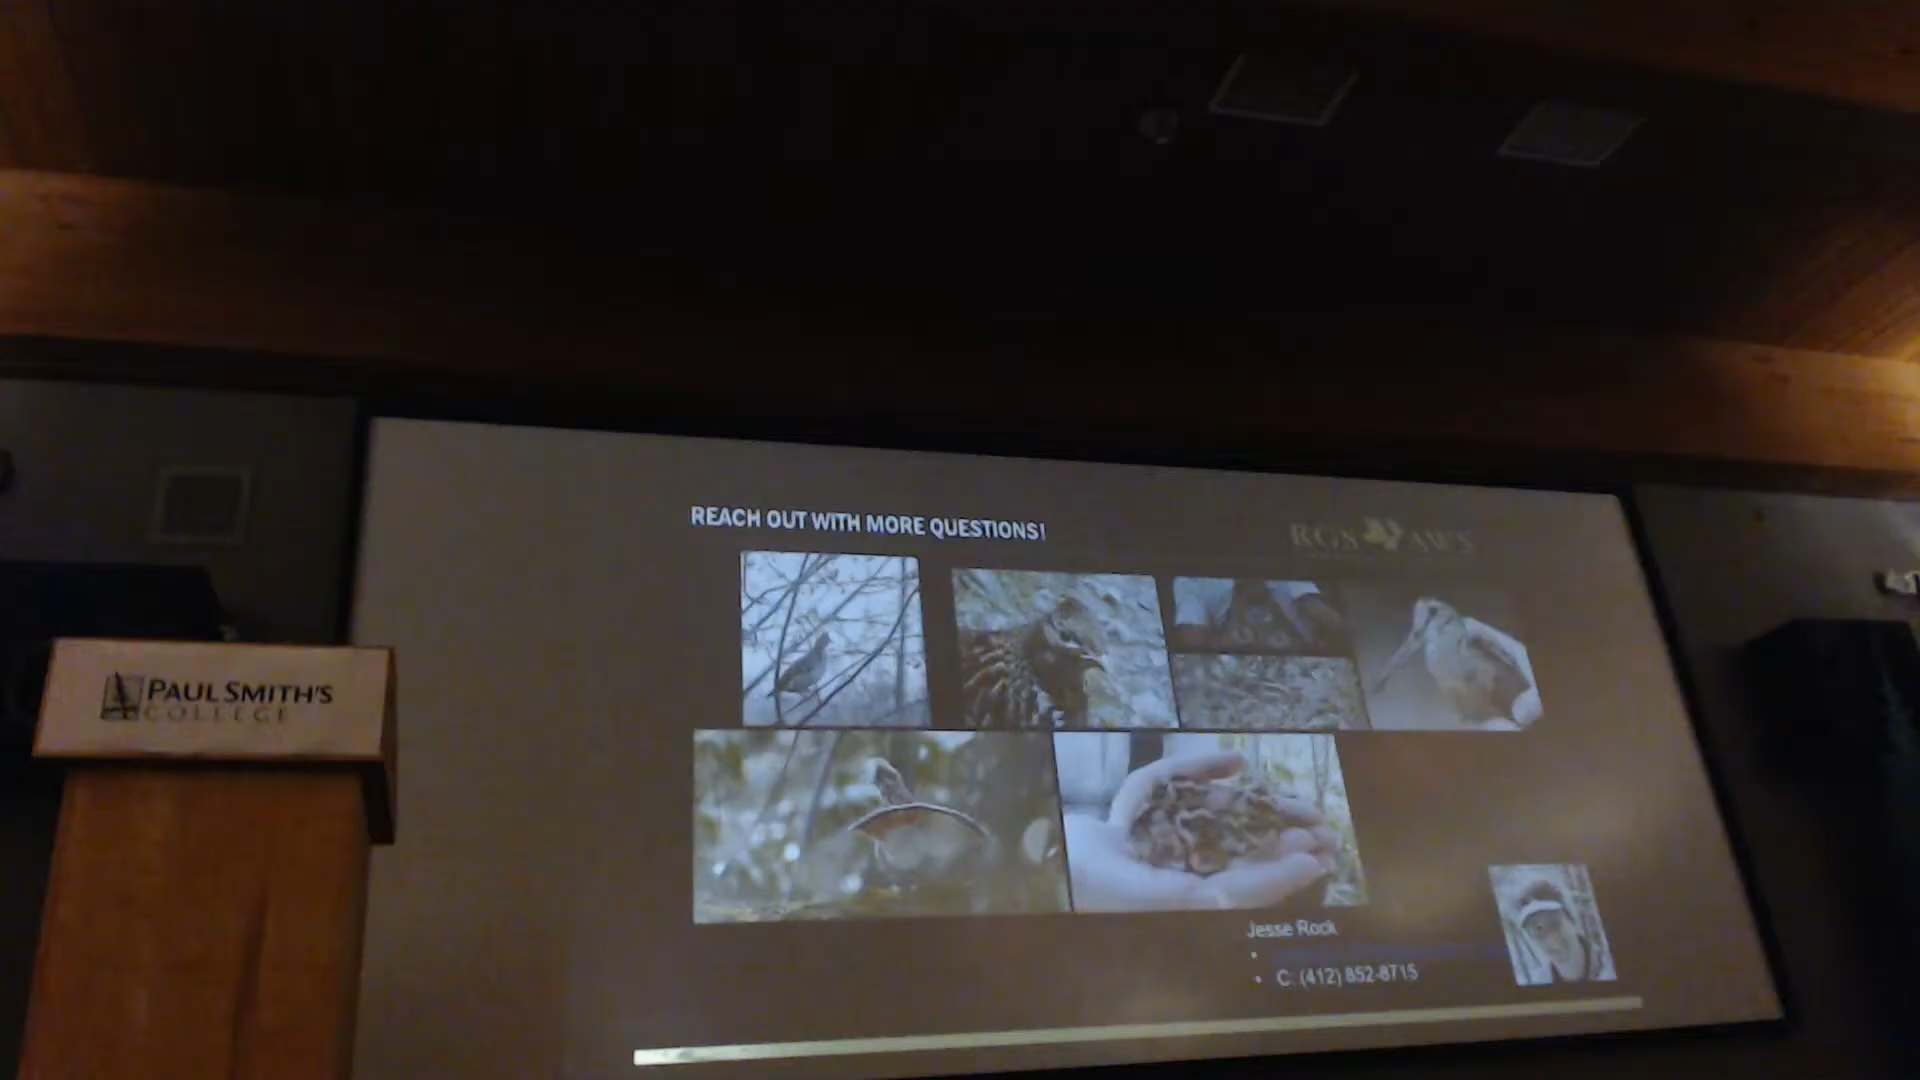 REACH OUT WITH MORE QUESTIONS!
RGS AWS
PAUL SMITH'S
COLLEGE
Jesse Rock
• C: (412) 852-8715